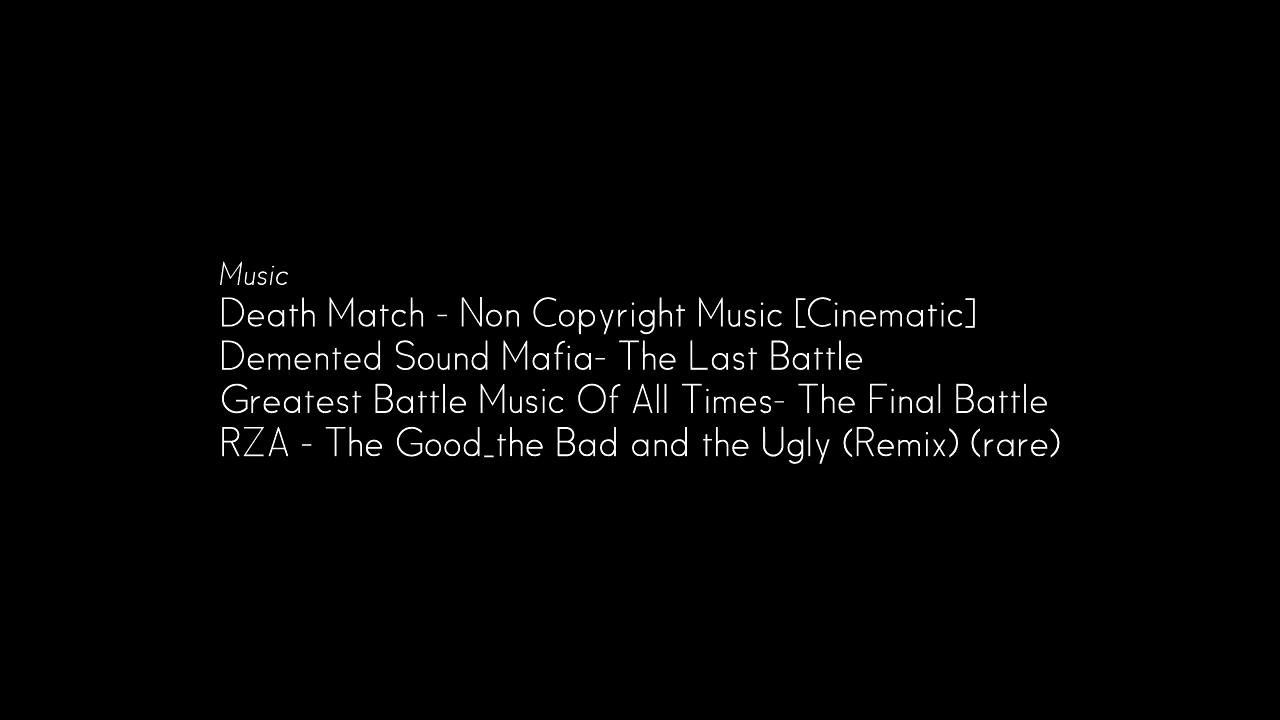 Music
Death Match - Non Copyright Music [Cinematic]
Demented Sound Mafia- The Last Battle
Greatest Battle Music Of All Times- The Final Battle
RZA - The Good_the Bad and the Ugly (Remix) (rare)